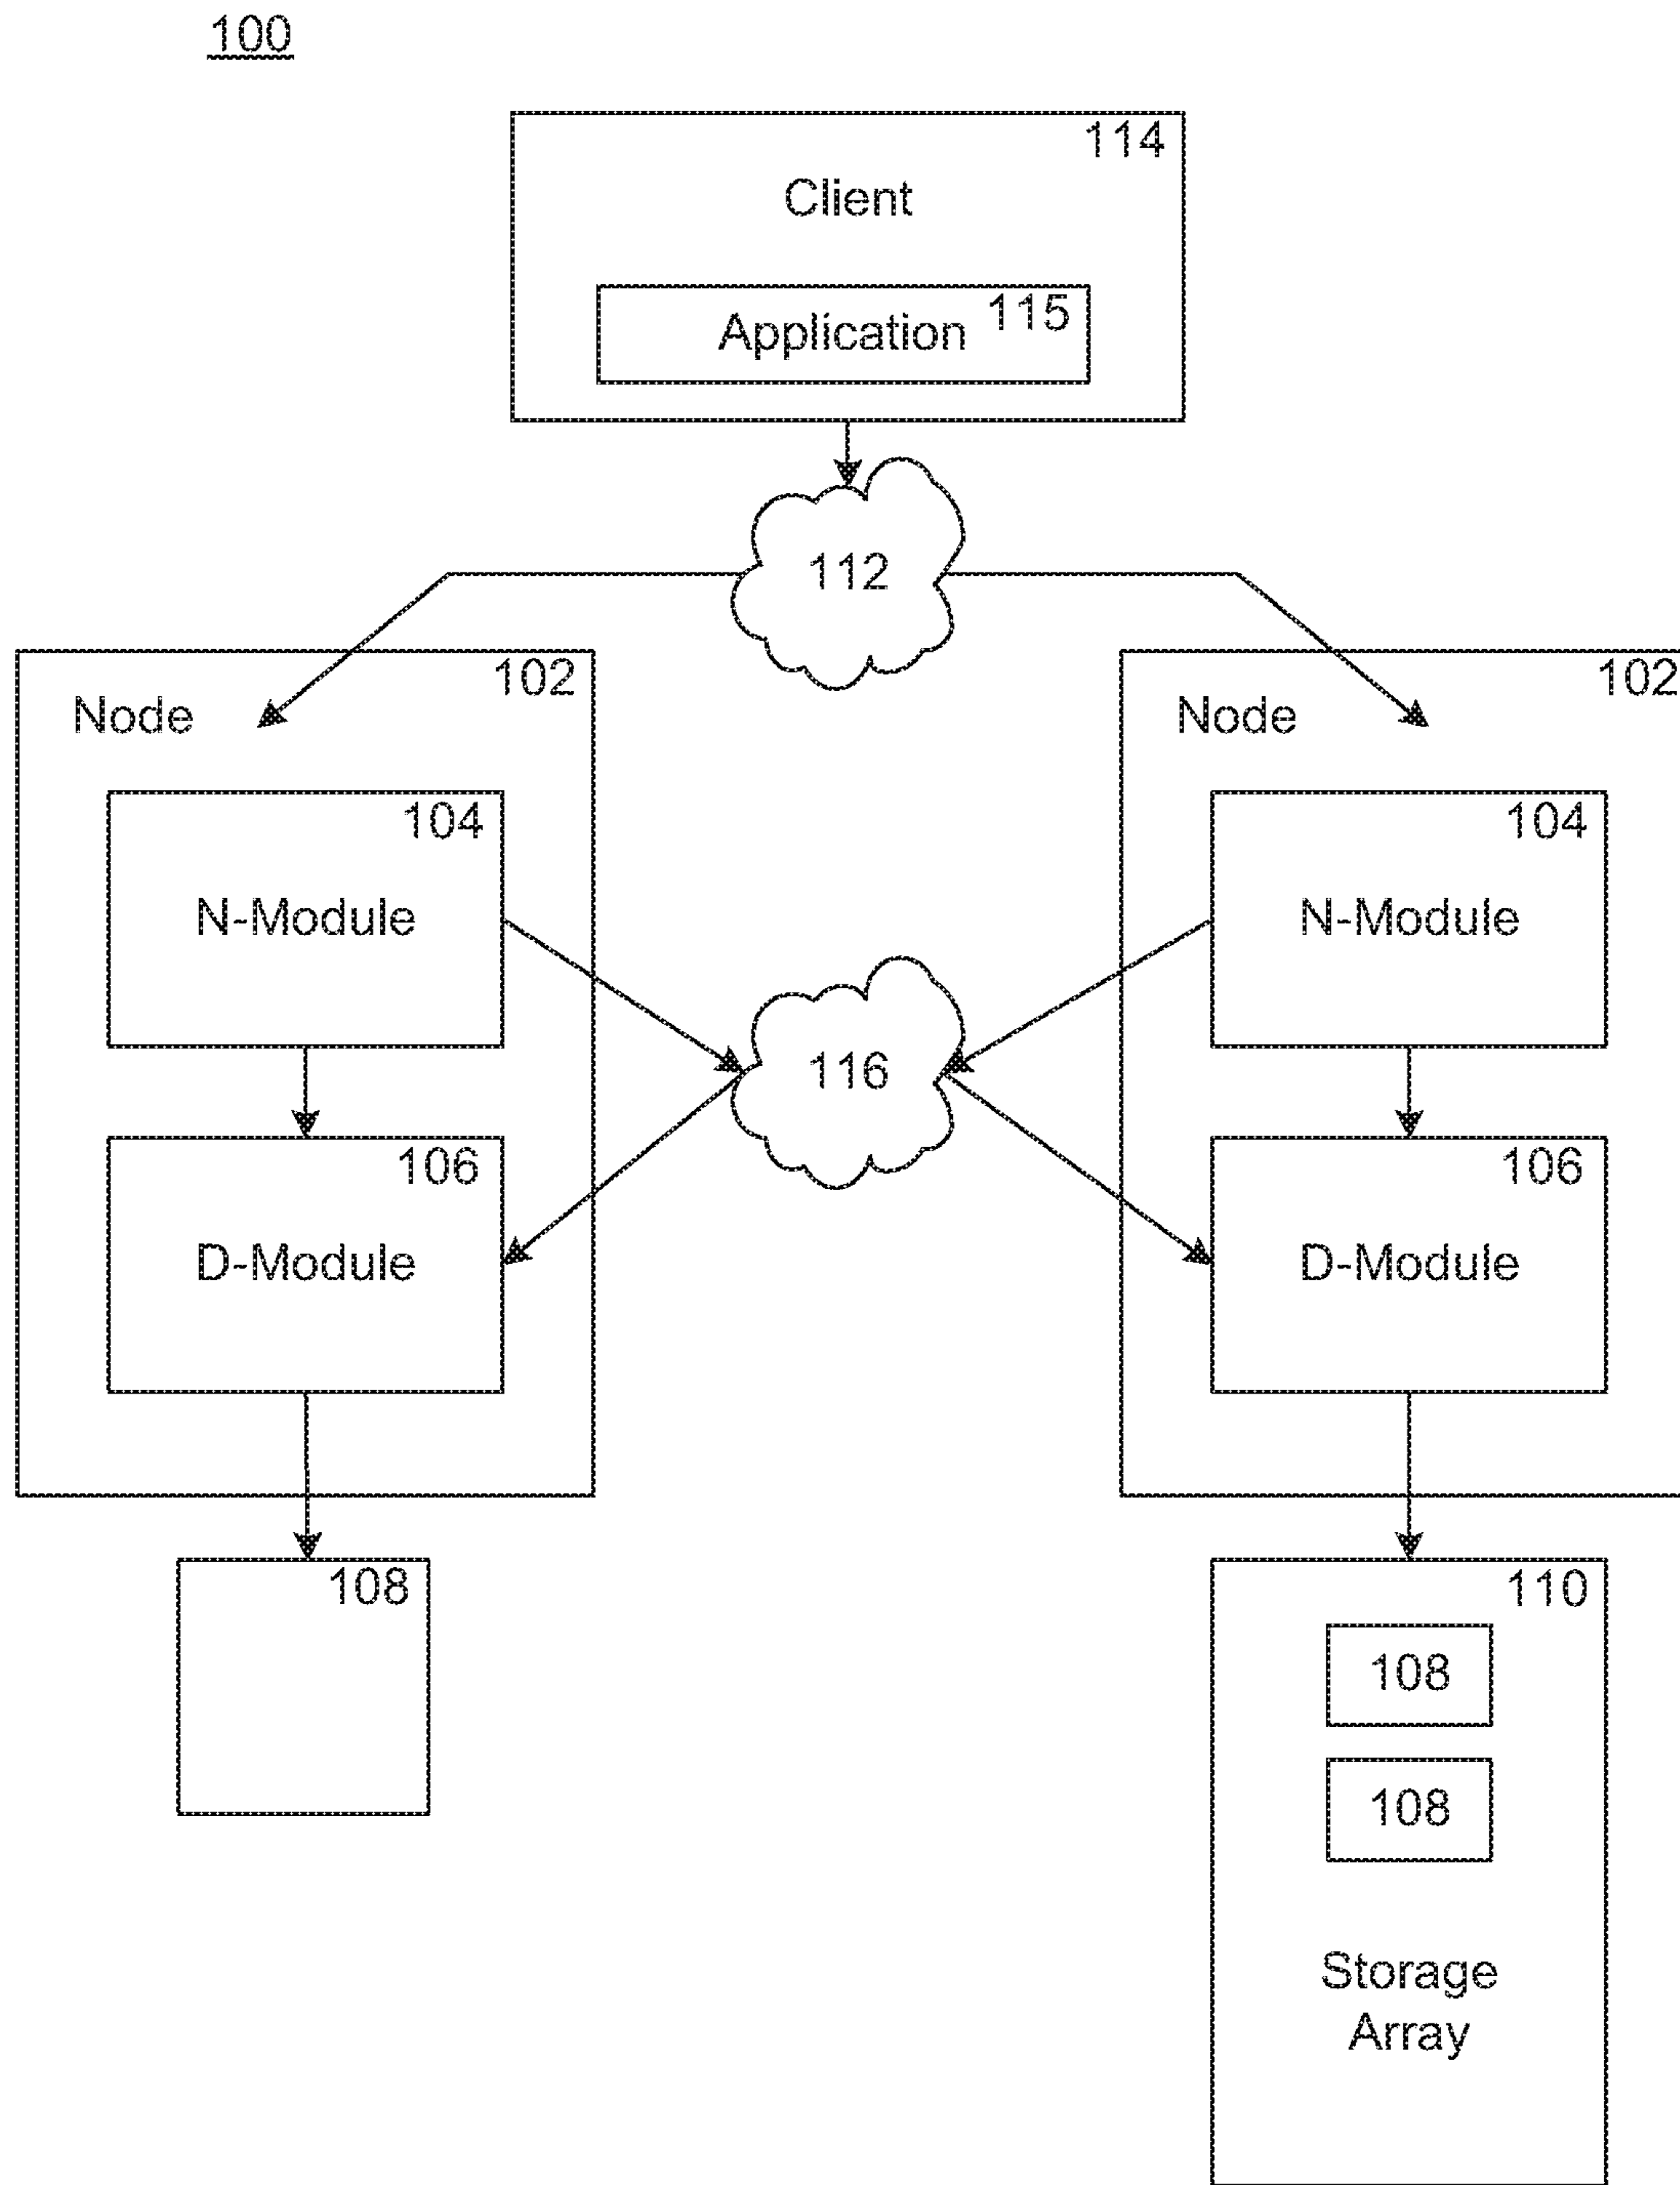 100
114
Client
115
Application
112
102
Node
102
Node
104
N-Module
104
N-Module
116
106
D-Module
106
D-Module
108
110
108
108
Storage
Array